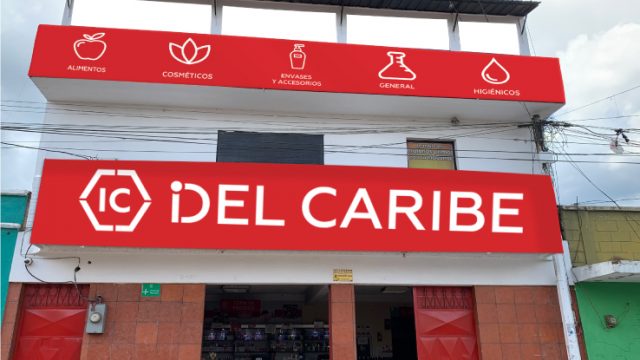 ALIMENTOS
COSMÉTICOS
ENVASES
Y ACCESORIOS
GENERAL
HIGIÉNICOS
IC iDEL CARIBE